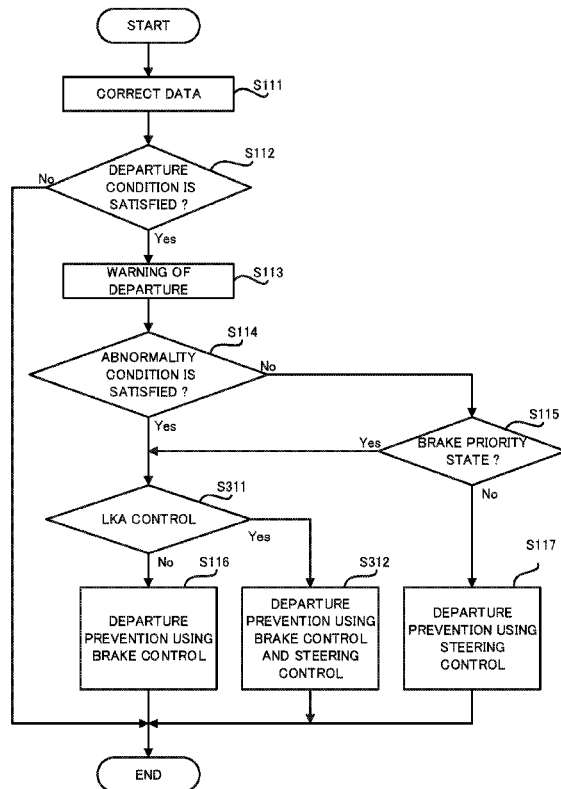 START
CORRECT DATA
S111
S112
No
DEPARTURE
CONDITION IS
SATISFIED ?
Yes
WARNING OF
DEPARTURE
S113
S114
ABNORMALITY
CONDITION IS
SATISFIED ?
No
Yes
S115
Yes
BRAKE PRIORITY
STATE ?
No
S311
LKA CONTROL
Yes
No
S116
DEPARTURE
PREVENTION USING
BRAKE CONTROL
S312
DEPARTURE
PREVENTION USING
BRAKE CONTROL
AND STEERING
CONTROL
S117
DEPARTURE
PREVENTION USING
STEERING
CONTROL
END